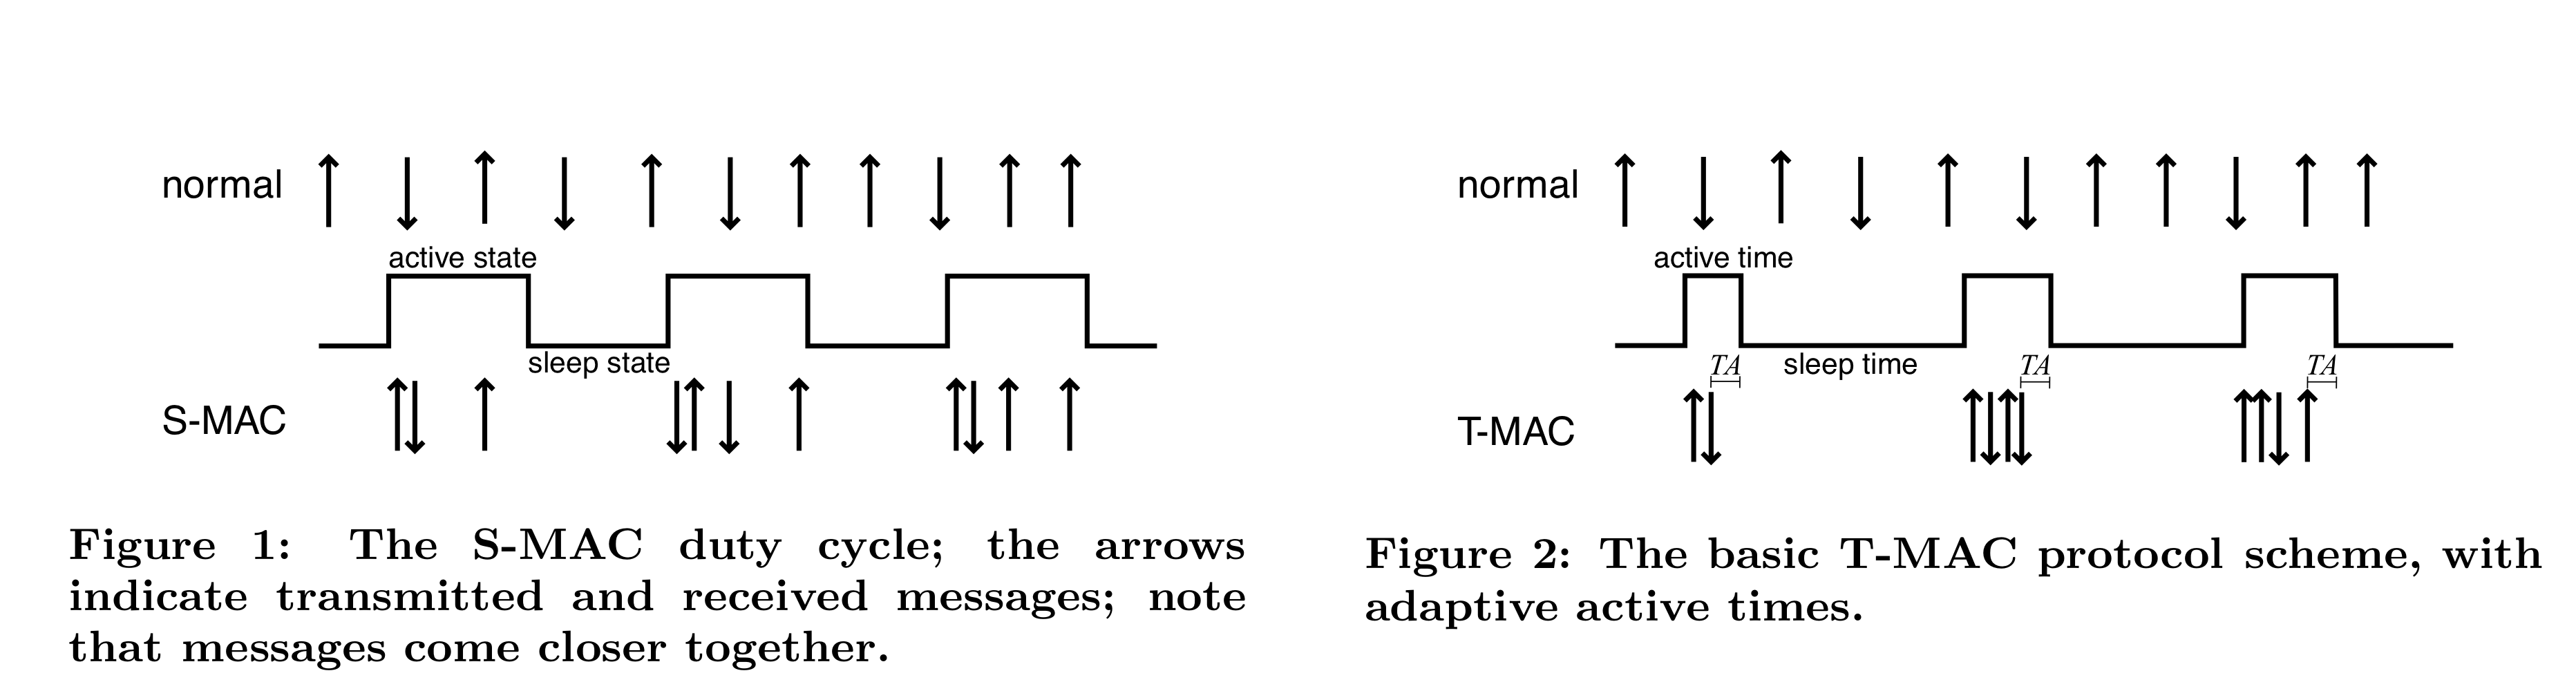 normal
active state
sleep state
S-MAC
Figure 1: The S-MAC duty cycle; the arrows
indicate transmitted and received messages; note
that messages come closer together.
normal
active time
TA
sleep time
TA
TA
T-MAC
Figure 2: The basic T-MAC protocol scheme, with
adaptive active times.